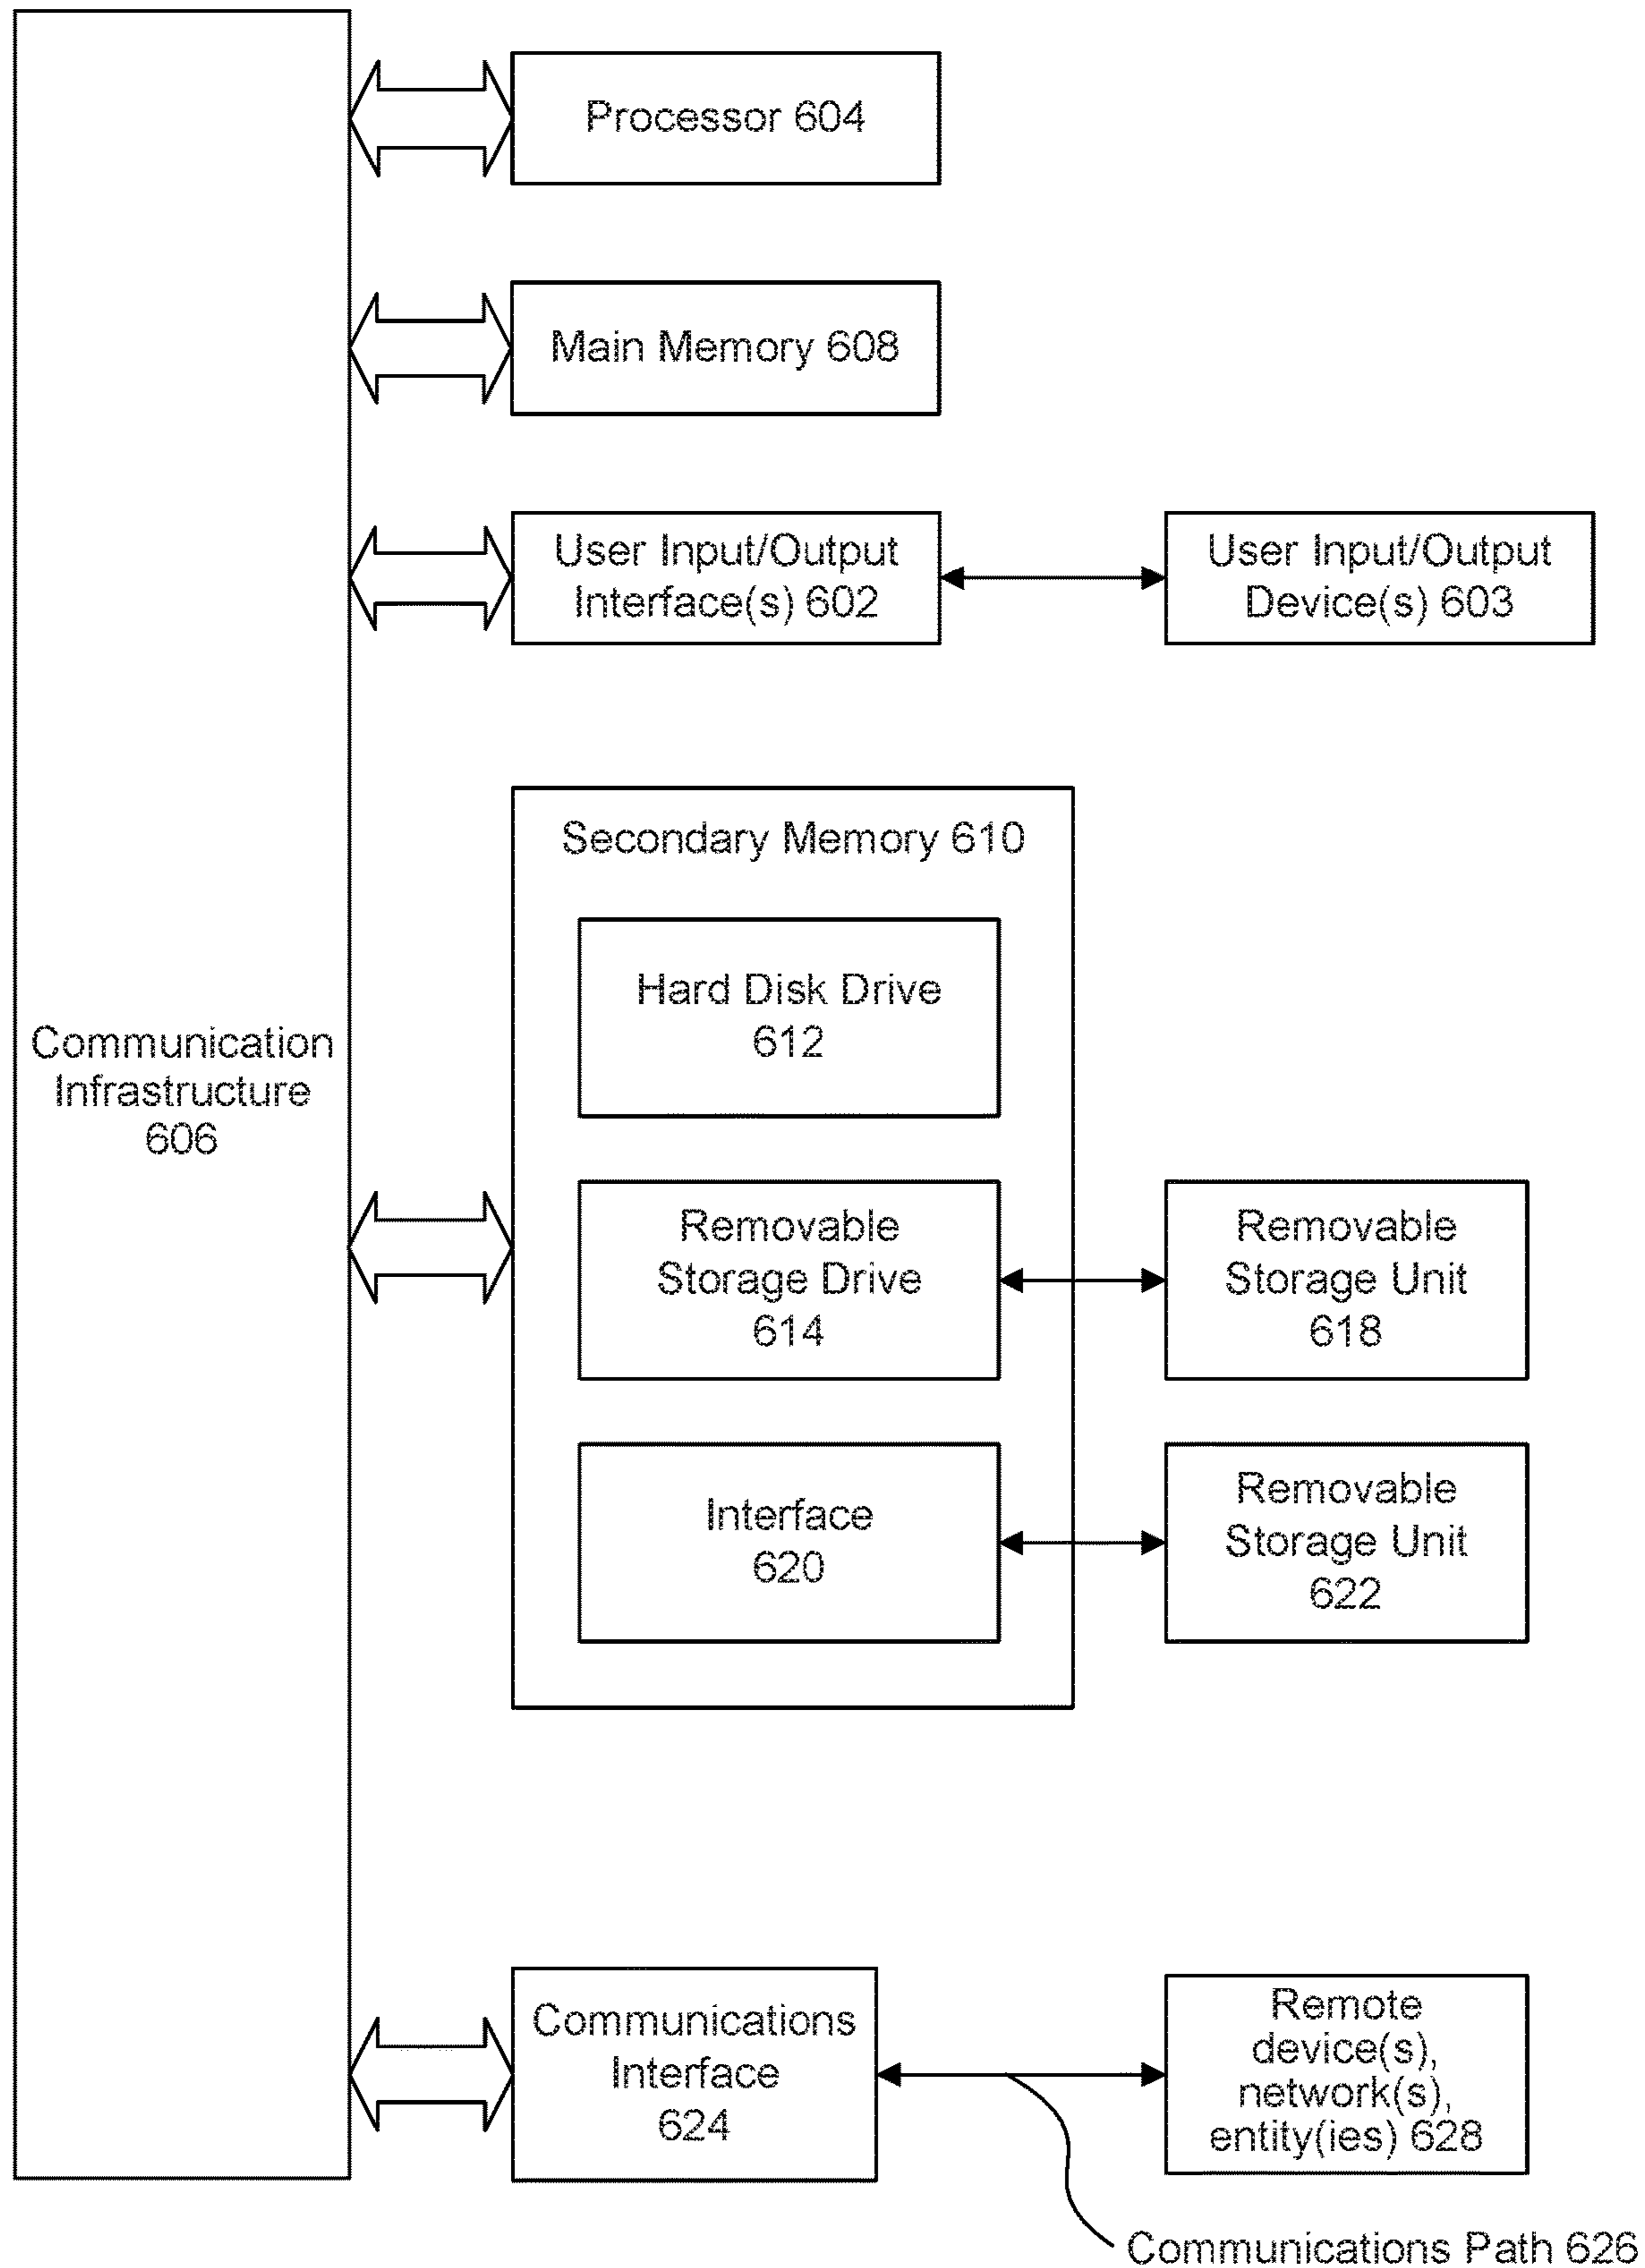 Processor 604
Main Memory 608
User Input/Output
Interface(s) 602
User Input/Output
Device(s) 603
Secondary Memory 610
Hard Disk Drive
612
Communication
Infrastructure
606
Removable
Storage Drive
614
Removable
Storage Unit
618
Interface
620
Removable
Storage Unit
622
Communications
Interface
624
Remote
device(s),
network(s),
entity(ies) 628
Communications Path 626